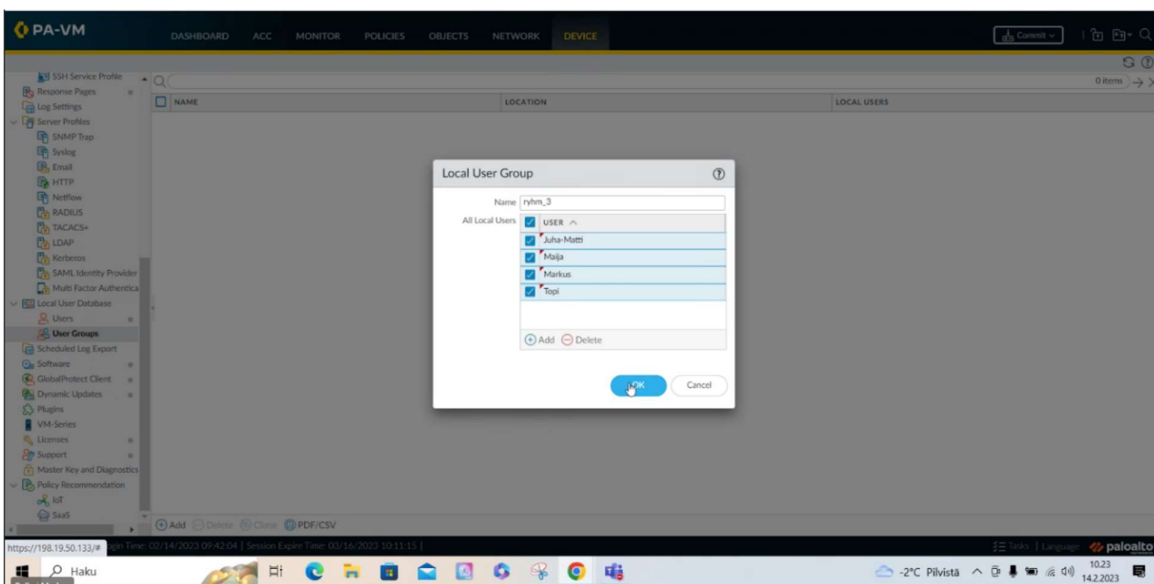 PA-VM
DASHBOARD ACC MONITOR POLICIES OBJECTS NETWORK DEVICE
Commit
SSH Service Profile
Response Pages
Log Settings
Server Profiles
SNMP Trap
Syslog
Email
HTTP
Netflow
RADIUS
TACACS+
LDAP
Kerberos
SAML Identity Provider
Multi Factor Authentica
Local User Database
Users
User Groups
Scheduled Log Export
Software
GlobalProtect Client
Dynamic Updates
Plugins
VM-Series
Licenses
Support
Master Key and Diagnostics
Policy Recommendation
IoT
SaaS
0 items
NAME LOCATION LOCAL USERS
Local User Group
Name ryhm_3
All Local Users USER
Juha-Matti
Maija
Markus
Topi
Add Delete
OK Cancel
Add Delete Clone PDF/CSV
https://198.19.50.133/# ogin Time: 02/14/2023 09:42:04 | Session Expire Time: 03/16/2023 10:11:15 |
Tasks | Language paloalto
Haku
-2°C Pilvistä
10.23
14.2.2023